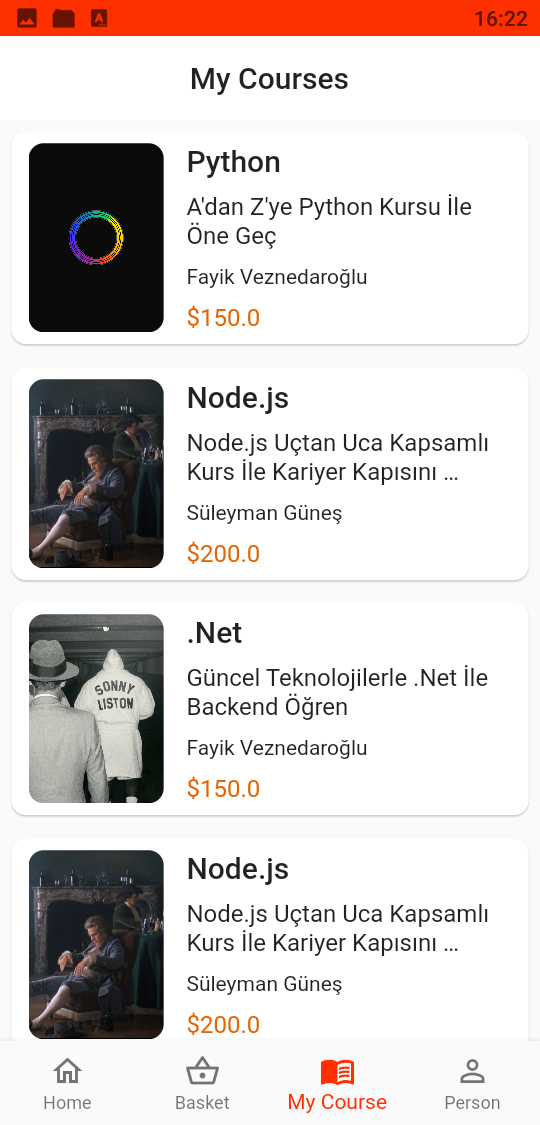 16:22
My Courses
Python
A'dan Z'ye Python Kursu İle
Öne Geç
Fayik Veznedaroğlu
$150.0
Node.js
Node.js Uçtan Uca Kapsamlı
Kurs İle Kariyer Kapısını ...
Süleyman Güneş
$200.0
SONNY
LISTON
.Net
Güncel Teknolojilerle .Net İle
Backend Öğren
Fayik Veznedaroğlu
$150.0
Node.js
Node.js Uçtan Uca Kapsamlı
Kurs İle Kariyer Kapısını ...
Süleyman Güneş
$200.0
Home
Basket
My Course
Person